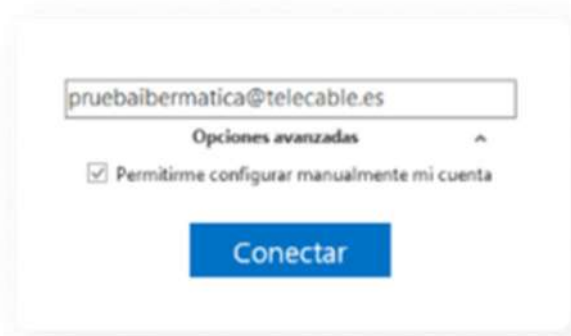 pruebaibermatica@telecable.es
Opciones avanzadas
Permitirme configurar manualmente mi cuenta
Conectar